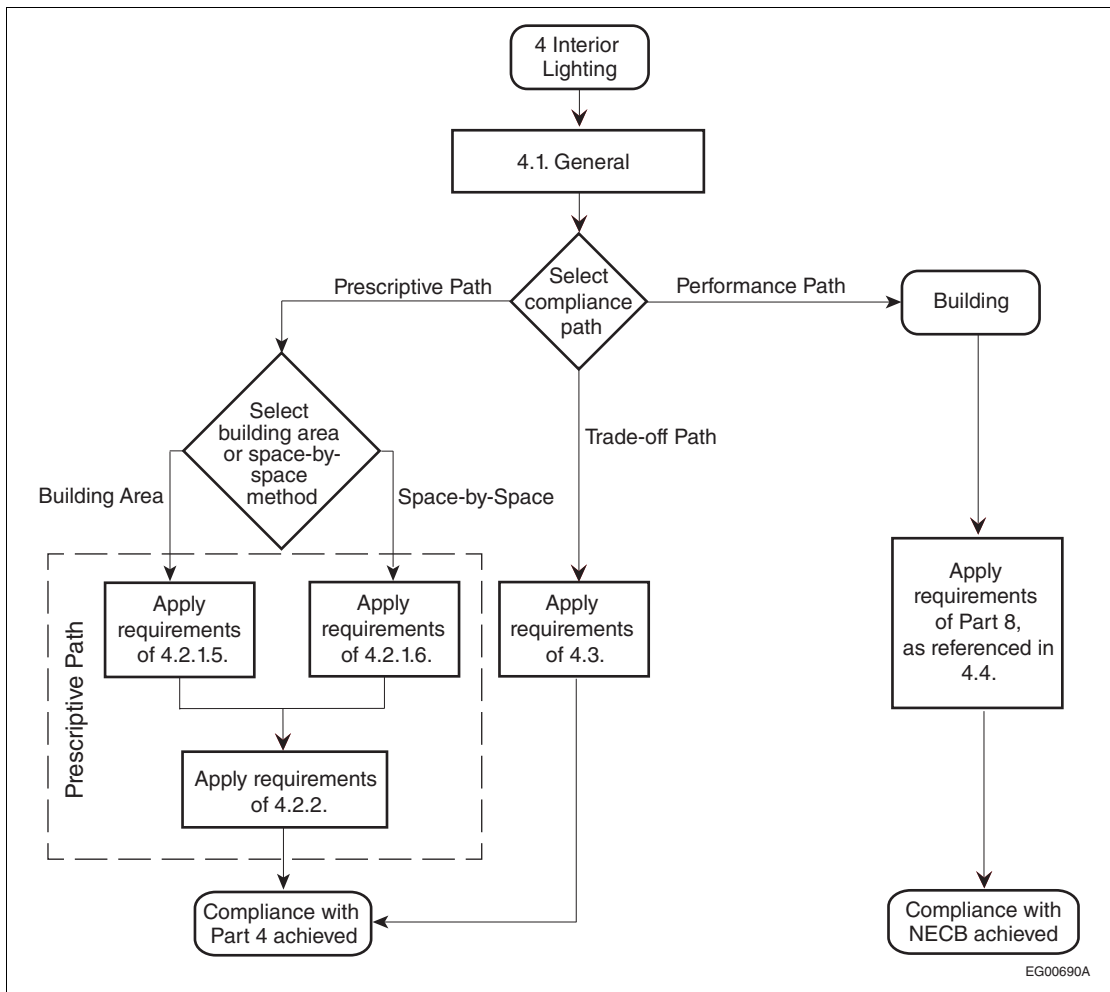 4 Interior
Lighting
4.1. General
Select
compliance
path
Prescriptive Path
Performance Path
Building
Select
building area
or space-by-
space
method
Trade-off Path
Building Area
Space-by-Space
Prescriptive Path
Apply
requirements
of 4.2.1.5.
Apply
requirements
of 4.2.1.6.
Apply
requirements
of 4.3.
Apply
requirements
of Part 8,
as referenced in
4.4.
Apply requirements
of 4.2.2.
Compliance with
Part 4 achieved
Compliance with
NECB achieved
EG00690A